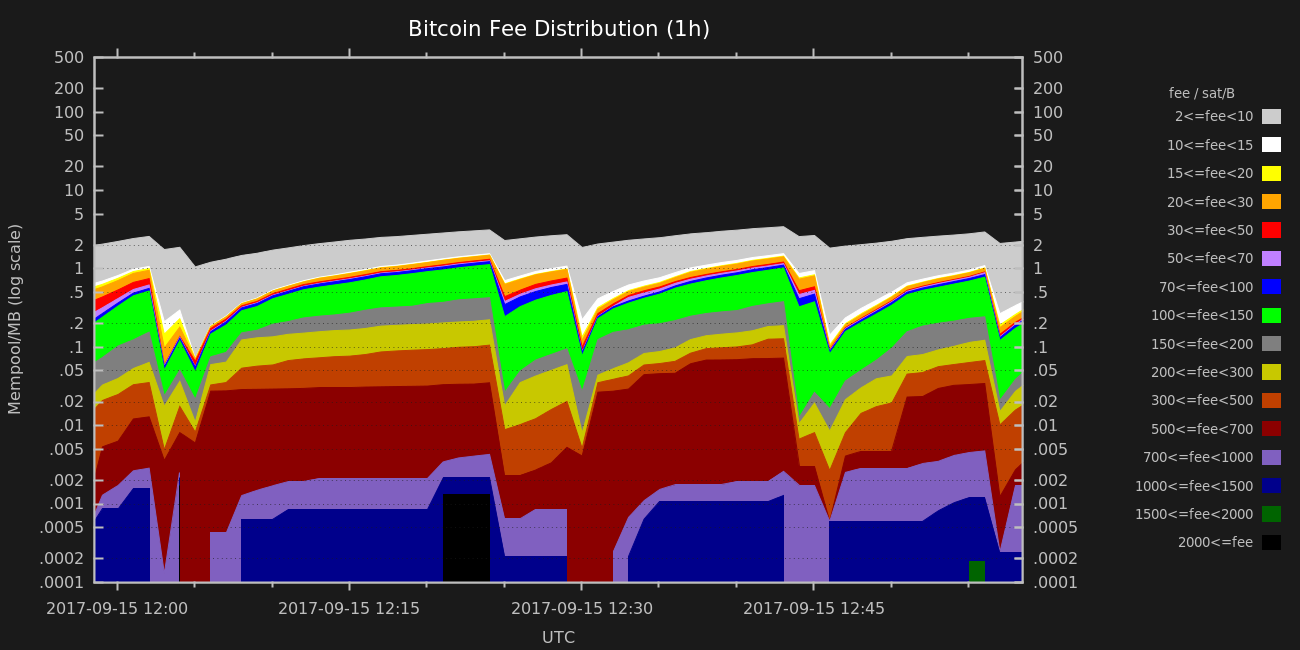 Bitcoin Fee Distribution (1h)
500 500
200 200
100 100
50 50
20 20
10 10
5 5
2 2
1 1
.5 .5
.2 .2
.1 .1
.05 .05
.02 .02
.01 .01
.005 .005
.002 .002
.001 .001
.0005 .0005
.0002 .0002
.0001 .0001
Mempool/MB (log scale)
2017-09-15 12:00 2017-09-15 12:15 2017-09-15 12:30 2017-09-15 12:45
UTC
fee / sat/B
2<=fee<10
10<=fee<15
15<=fee<20
20<=fee<30
30<=fee<50
50<=fee<70
70<=fee<100
100<=fee<150
150<=fee<200
200<=fee<300
300<=fee<500
500<=fee<700
700<=fee<1000
1000<=fee<1500
1500<=fee<2000
2000<=fee